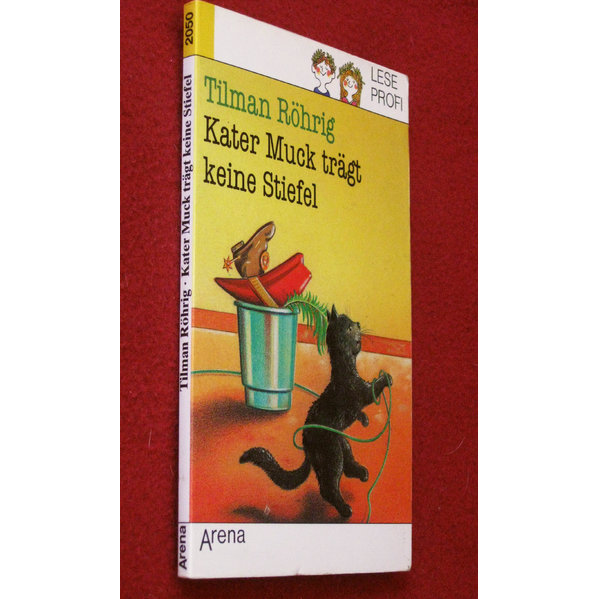 2050
Tilman Röhrig · Kater Muck trägt keine Stiefel
Arena
LESE
PROFI
Tilman Röhrig
Kater Muck trägt
keine Stiefel
Arena